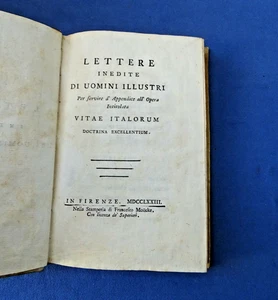 LETTERE
INEDITE
DI UOMINI ILLUSTRI
Per servire d' Appendice all' Opera
Intitolata
VITAE ITALORUM
DOCTRINA EXCELLENTIUM.
IN FIRENZE, MDCCLXXIII.
Nella Stamperia di Francesco Moücke.
Con licenza de' Superiori.